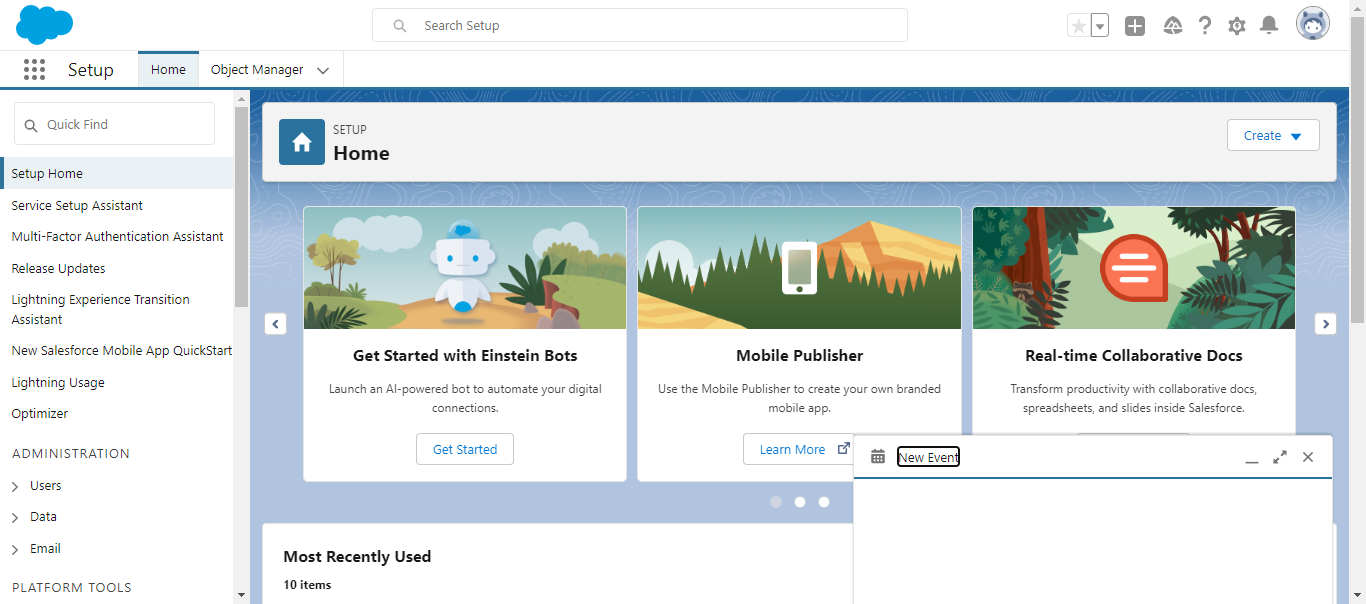 Search Setup
Setup
Home
Object Manager
Quick Find
Setup Home
Service Setup Assistant
Multi-Factor Authentication Assistant
Release Updates
Lightning Experience Transition
Assistant
New Salesforce Mobile App QuickStart
Lightning Usage
Optimizer
ADMINISTRATION
Users
Data
Email
PLATFORM TOOLS
SETUP
Home
Create
Get Started with Einstein Bots
Launch an AI-powered bot to automate your digital
connections.
Get Started
Mobile Publisher
Use the Mobile Publisher to create your own branded
mobile app.
Learn More
Real-time Collaborative Docs
Transform productivity with collaborative docs,
spreadsheets, and slides inside Salesforce.
New Event
Most Recently Used
10 items